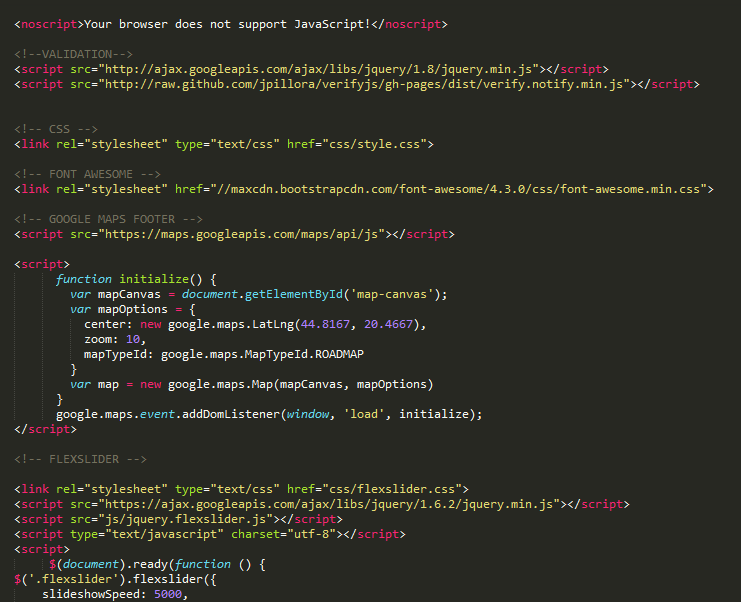 <noscript>Your browser does not support JavaScript!</noscript>
<!--VALIDATION-->
<script src="http://ajax.googleapis.com/ajax/libs/jquery/1.8/jquery.min.js"></script>
<script src="http://raw.github.com/jpillora/verifyjs/gh-pages/dist/verify.notify.min.js"></script>
<!-- CSS -->
<link rel="stylesheet" type="text/css" href="css/style.css">
<!-- FONT AWESOME -->
<link rel="stylesheet" href="//maxcdn.bootstrapcdn.com/font-awesome/4.3.0/css/font-awesome.min.css">
<!-- GOOGLE MAPS FOOTER -->
<script src="https://maps.googleapis.com/maps/api/js"></script>
<script>
function initialize() {
var mapCanvas = document.getElementById('map-canvas');
var mapOptions = {
center: new google.maps.LatLng(44.8167, 20.4667),
zoom: 10,
mapTypeId: google.maps.MapTypeId.ROADMAP
}
var map = new google.maps.Map(mapCanvas, mapOptions)
}
google.maps.event.addDomListener(window, 'load', initialize);
</script>
<!-- FLEXSLIDER -->
<link rel="stylesheet" type="text/css" href="css/flexslider.css">
<script src="https://ajax.googleapis.com/ajax/libs/jquery/1.6.2/jquery.min.js"></script>
<script src="js/jquery.flexslider.js"></script>
<script type="text/javascript" charset="utf-8"></script>
<script>
$(document).ready(function () {
$('.flexslider').flexslider({
slideshowSpeed: 5000,